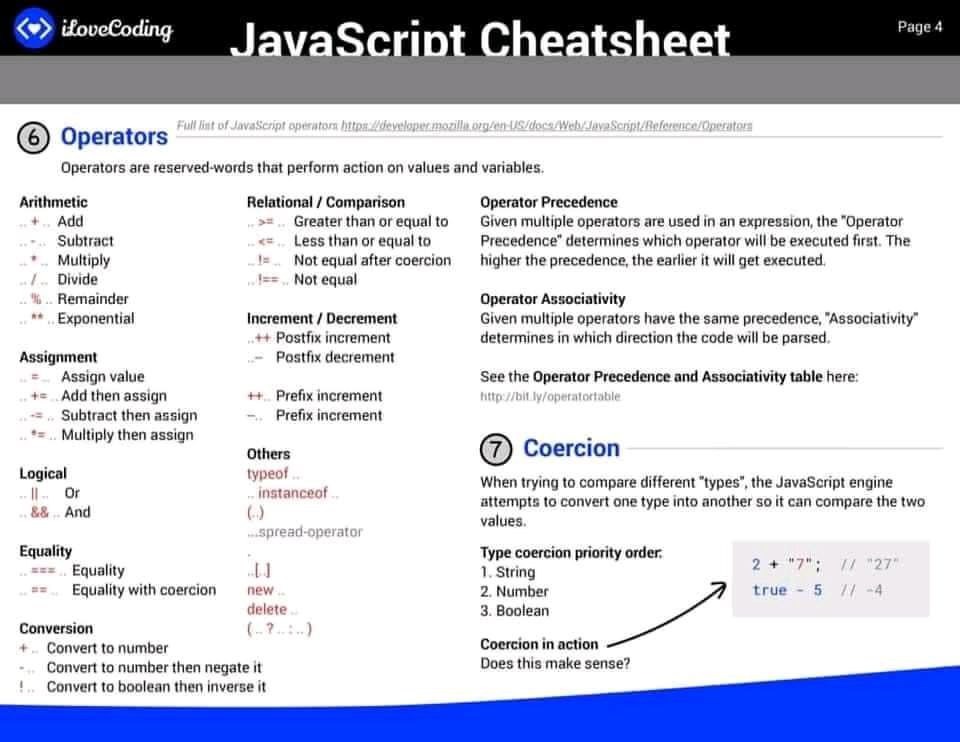 iLoveCoding
JavaScript Cheatsheet
Page 4
6 Operators
Full list of JavaScript operators https://developer.mozilla.org/en-US/docs/Web/JavaScript/Reference/Operators
Operators are reserved-words that perform action on values and variables.
Arithmetic
.. + .. Add
.. - .. Subtract
.. * .. Multiply
.. / .. Divide
.. % .. Remainder
.. ** .. Exponential
Assignment
.. = .. Assign value
.. += .. Add then assign
.. -= .. Subtract then assign
.. *= .. Multiply then assign
Logical
.. || .. Or
.. && .. And
Equality
.. === .. Equality
.. == .. Equality with coercion
Conversion
+ .. Convert to number
- .. Convert to number then negate it
! .. Convert to boolean then inverse it
Relational / Comparison
.. >= .. Greater than or equal to
.. <= .. Less than or equal to
.. != .. Not equal after coercion
.. !== .. Not equal
Increment / Decrement
..++ Postfix increment
..-- Postfix decrement
++.. Prefix increment
--.. Prefix increment
Others
typeof ..
.. instanceof ..
(..)
...spread-operator
.
..[..]
new ..
delete ..
( .. ? .. : .. )
Operator Precedence
Given multiple operators are used in an expression, the "Operator
Precedence" determines which operator will be executed first. The
higher the precedence, the earlier it will get executed.
Operator Associativity
Given multiple operators have the same precedence, "Associativity"
determines in which direction the code will be parsed.
See the Operator Precedence and Associativity table here:
http://bit.ly/operatortable
7 Coercion
When trying to compare different "types", the JavaScript engine
attempts to convert one type into another so it can compare the two
values.
Type coercion priority order:
1. String
2. Number
3. Boolean
Coercion in action
Does this make sense?
2 + "7"; // "27"
true - 5 // -4